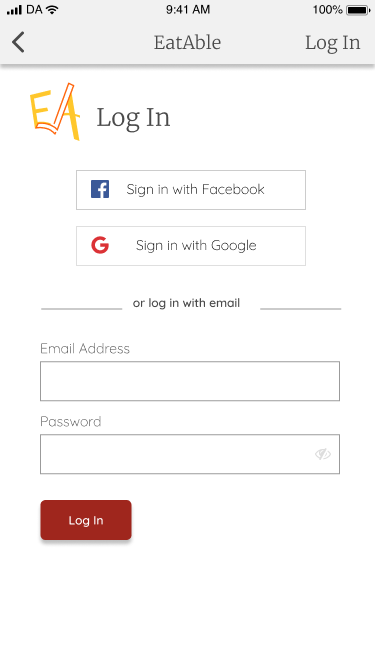 DA 9:41 AM 100%
EatAble Log In
EA Log In
Sign in with Facebook
Sign in with Google
or log in with email
Email Address
Password
Log In